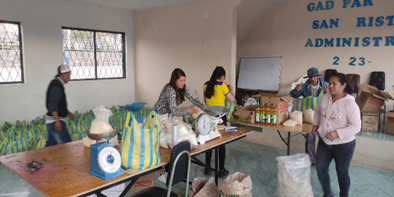 GAD PAR
SAN RIST
ADMINISTR
2 23-